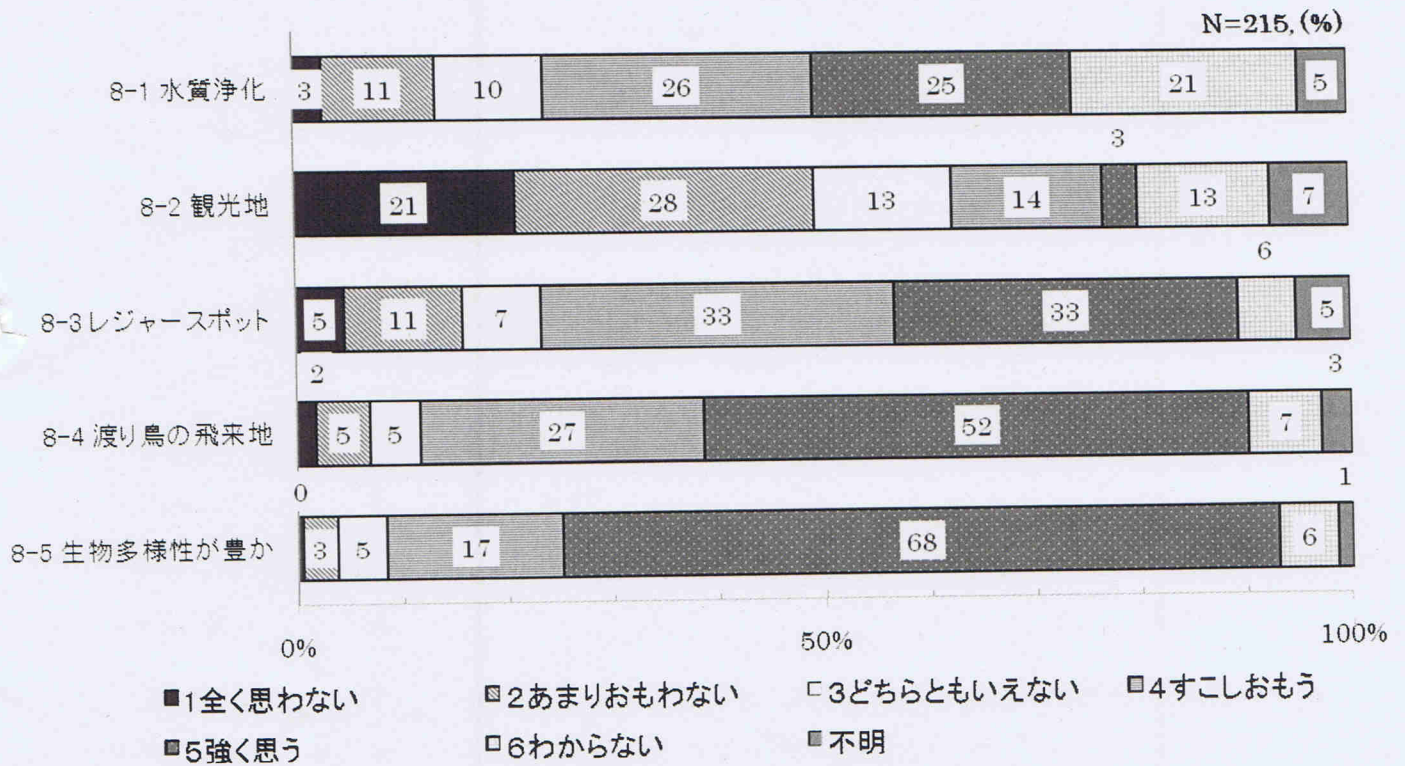 N=215, (%)
8-1 水質浄化 3 11 10 26 25 21 5
3
8-2 観光地 21 28 13 14 13 7
6
8-3 レジャースポット 5 11 7 33 33 5
2 3
8-4 渡り鳥の飛来地 5 5 27 52 7
0 1
8-5 生物多様性が豊か 3 5 17 68 6
0% 50% 100%
1全く思わない 2あまりおもわない 3どちらともいえない 4すこしおもう
5強く思う 6わからない 不明